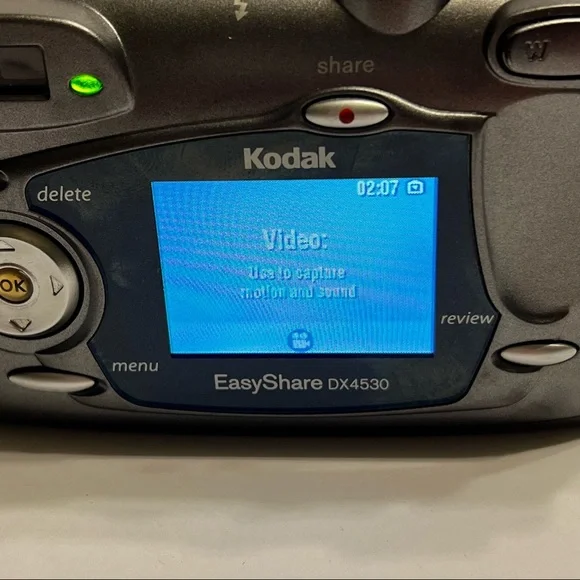 share
W
Kodak
delete
02:07
Video:
Use to capture
motion and sound
OK
review
menu
EasyShare DX4530